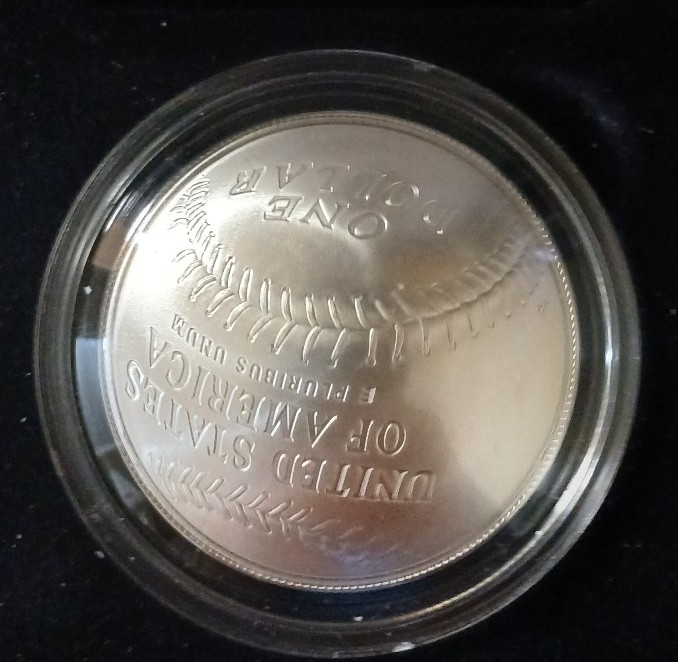 UNITED STATES
OF AMERICA
E PLURIBUS UNUM
ONE
DOLLAR